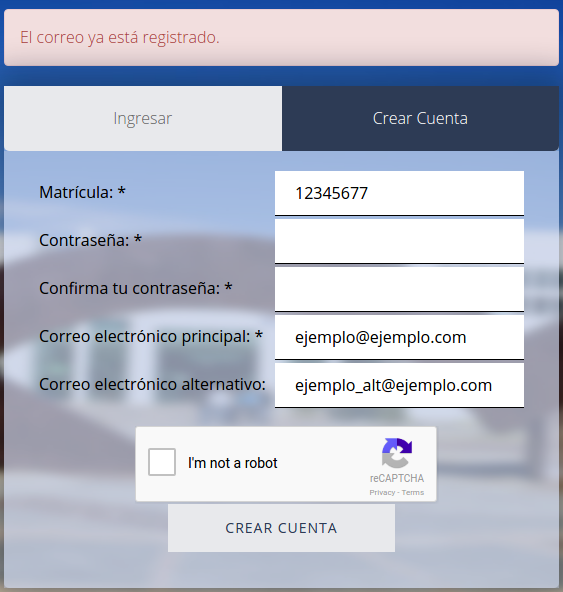 El correo ya está registrado.
Ingresar
Crear Cuenta
Matrícula: *
12345677
Contraseña: *
Confirma tu contraseña: *
Correo electrónico principal: *
ejemplo@ejemplo.com
Correo electrónico alternativo:
ejemplo_alt@ejemplo.com
I'm not a robot
reCAPTCHA
Privacy - Terms
CREAR CUENTA